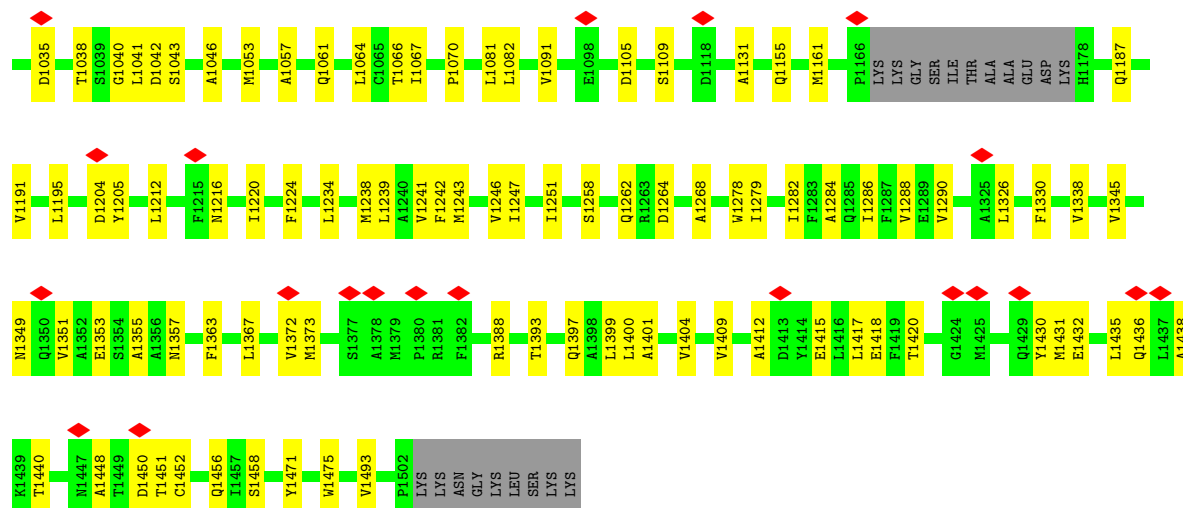 D1035 T1038 S1039 G1040 L1041 D1042 S1043 A1046 M1053 A1057 Q1061 L1064 C1065 T1066 I1067 P1070 L1081 L1082 V1091 E1098 D1105 S1109 D1118 A1131 Q1155 M1161 P1166 LYS LYS GLY SER ILE THR ALA ALA GLU ASP LYS H1178 Q1187
V1191 L1195 D1204 Y1205 L1212 F1215 N1216 I1220 F1224 L1234 M1238 L1239 A1240 V1241 F1242 M1243 V1246 I1247 I1251 S1258 Q1262 R1263 D1264 A1268 W1278 I1279 I1282 F1283 A1284 Q1285 I1286 F1287 V1288 E1289 V1290 A1325 L1326 F1330 V1338 V1345
N1349 Q1350 V1351 A1352 E1353 S1354 A1355 A1356 N1357 F1363 L1367 V1372 M1373 S1377 A1378 M1379 P1380 R1381 F1382 R1388 T1393 Q1397 A1398 L1399 L1400 A1401 V1404 V1409 A1412 D1413 Y1414 E1415 L1416 L1417 E1418 F1419 T1420 G1424 M1425 Q1429 Y1430 M1431 E1432 L1435 Q1436 L1437 A1438
K1439 T1440 N1447 A1448 T1449 D1450 T1451 C1452 Q1456 I1457 S1458 Y1471 W1475 V1493 P1502 LYS LYS ASN GLY LYS LEU SER LYS LYS